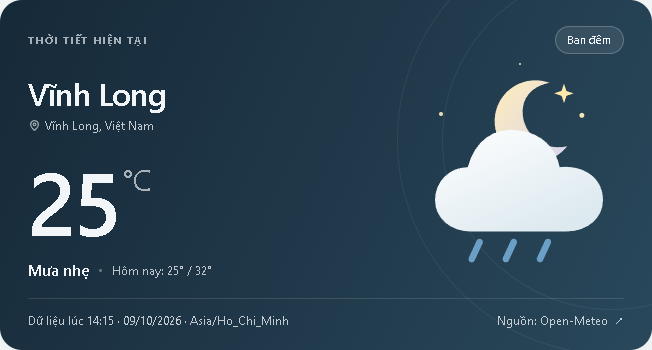 THỜI TIẾT HIỆN TẠI
Ban đêm
Vĩnh Long
Vĩnh Long, Việt Nam
25°C
Mưa nhẹ • Hôm nay: 25° / 32°
Dữ liệu lúc 14:15 · 09/10/2026 · Asia/Ho_Chi_Minh
Nguồn: Open-Meteo ↗